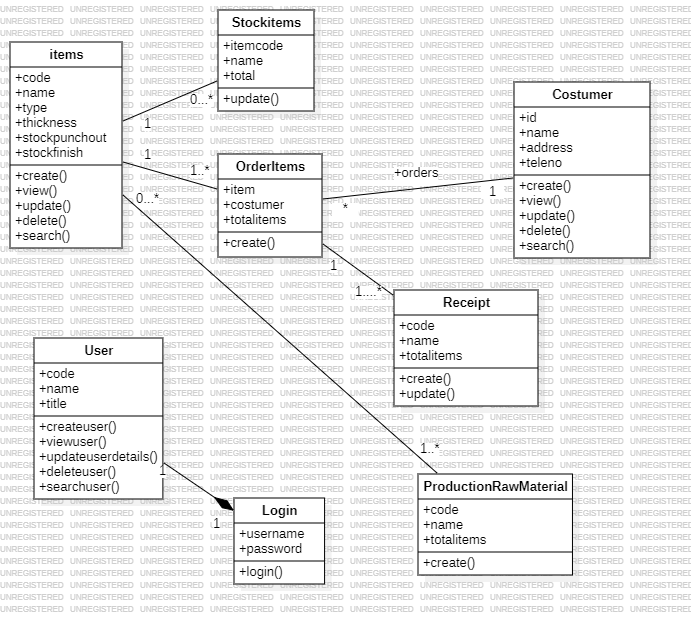 Stockitems
+itemcode
+name
+total
+update()
items
+code
+name
+type
+thickness
+stockpunchout
+stockfinish
+create()
+view()
+update()
+delete()
+search()
0...*
1
1
1..*
0...*
OrderItems
+item
+costumer
+totalitems
+create()
+orders
*
1
Costumer
+id
+name
+address
+teleno
+create()
+view()
+update()
+delete()
+search()
1
1....*
Receipt
+code
+name
+totalitems
+create()
+update()
User
+code
+name
+title
+createuser()
+viewuser()
+updateuserdetails()
+deleteuser()
+searchuser()
1
1
Login
+username
+password
+login()
1..*
ProductionRawMaterial
+code
+name
+totalitems
+create()
UNREGISTERED